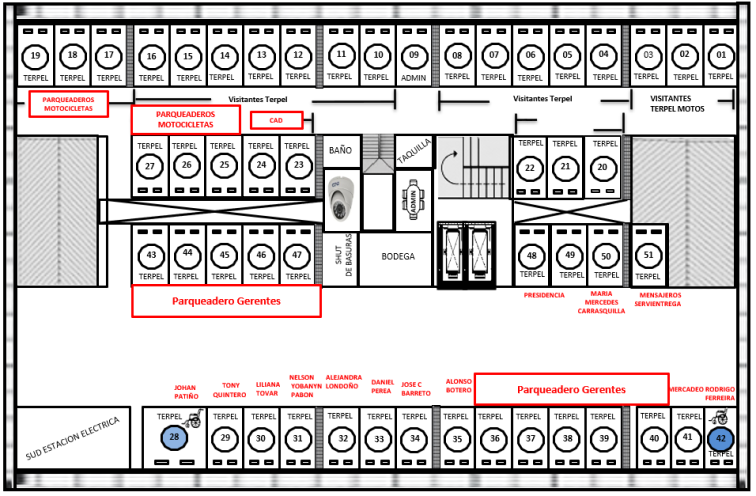 19 18 17 16 15 14 13 12 11 10 09 08 07 06 05 04 03 02 01
TERPEL TERPEL TERPEL TERPEL TERPEL TERPEL TERPEL TERPEL TERPEL TERPEL ADMIN TERPEL TERPEL TERPEL TERPEL TERPEL TERPEL TERPEL TERPEL
PARQUEADEROS
MOTOCICLETAS
Visitantes Terpel
Visitantes Terpel
VISITANTES
TERPEL MOTOS
PARQUEADEROS
MOTOCICLETAS
CAD
TERPEL TERPEL TERPEL TERPEL TERPEL
27 26 25 24 23
BAÑO
TAQUILLA
ADMIN
TERPEL TERPEL TERPEL
22 21 20
43 44 45 46 47
TERPEL TERPEL TERPEL TERPEL TERPEL
SHUT
DE BASURAS
BODEGA
48 49 50 51
TERPEL TERPEL TERPEL TERPEL
Parqueadero Gerentes
PRESIDENCIA
MARIA
MERCEDES
CARRASQUILLA
MENSAJEROS
SERVIENTREGA
JOHAN
PATIÑO
TONY
QUINTERO
LILIANA
TOVAR
NELSON
YOBANYN
PABON
ALEJANDRA
LONDOÑO
DANIEL
PEREA
JOSE C
BARRETO
ALONSO
BOTERO
Parqueadero Gerentes
MERCADEO
RODRIGO
FERREIRA
SUD ESTACION ELECTRICA
TERPEL TERPEL TERPEL TERPEL TERPEL TERPEL TERPEL TERPEL TERPEL TERPEL TERPEL TERPEL TERPEL TERPEL
28 29 30 31 32 33 34 35 36 37 38 39 40 41 42
TERPEL